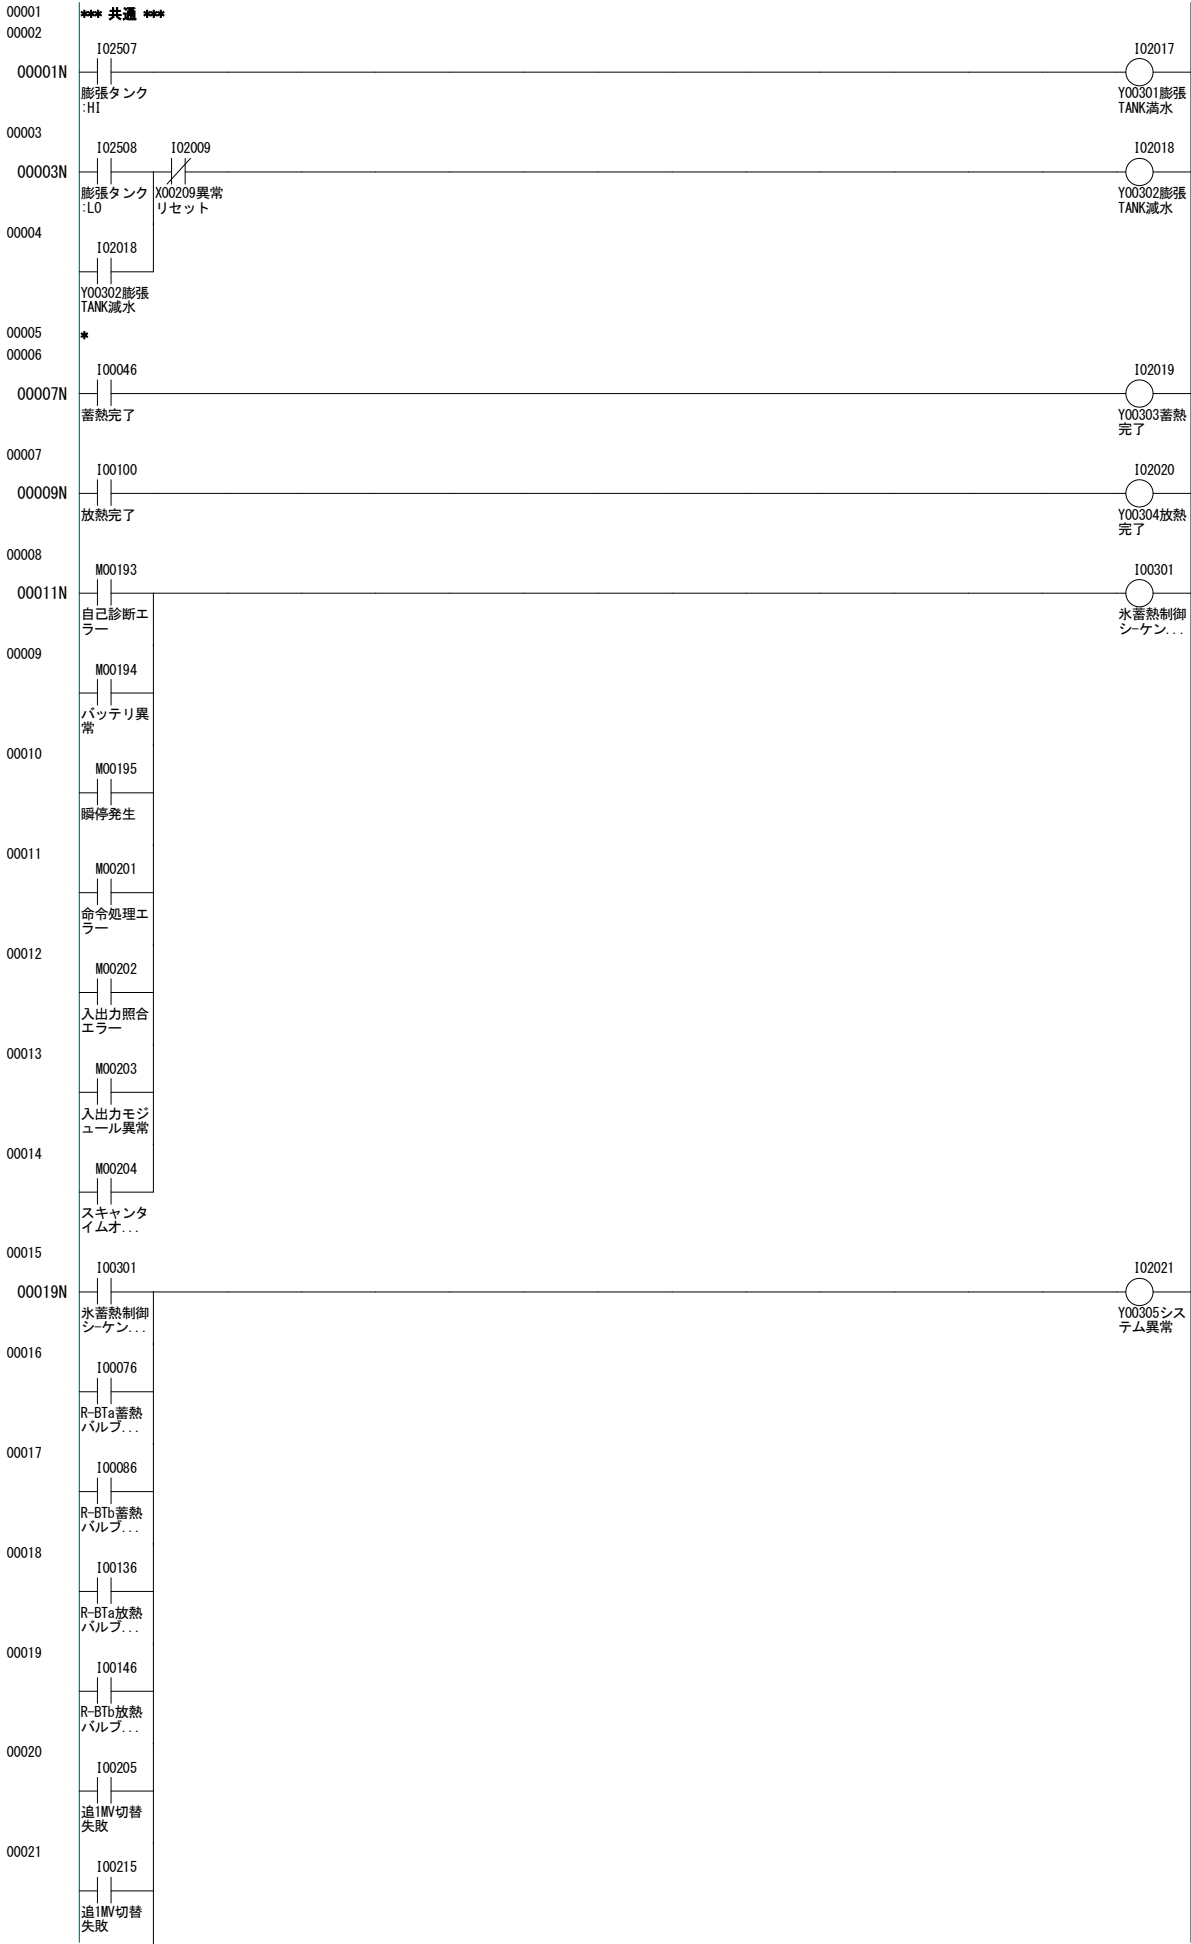 00001
*** 共通 ***
00002
I02507
I02017
00001N
膨張タンク
:HI
Y00301膨張
TANK満水
00003
I02508
I02009
I02018
00003N
膨張タンク
:LO
X00209異常
リセット
Y00302膨張
TANK減水
00004
I02018
Y00302膨張
TANK減水
00005
*
00006
I00046
I02019
00007N
蓄熱完了
Y00303蓄熱
完了
00007
I00100
I02020
00009N
放熱完了
Y00304放熱
完了
00008
M00193
I00301
00011N
自己診断エ
ラー
氷蓄熱制御
シーケン...
00009
M00194
バッテリ異
常
00010
M00195
瞬停発生
00011
M00201
命令処理エ
ラー
00012
M00202
入出力照合
エラー
00013
M00203
入出力モジ
ュール異常
00014
M00204
スキャンタ
イムオ...
00015
I00301
I02021
00019N
氷蓄熱制御
シーケン...
Y00305シス
テム異常
00016
I00076
R-BTa蓄熱
バルブ...
00017
I00086
R-BTb蓄熱
バルブ...
00018
I00136
R-BTa放熱
バルブ...
00019
I00146
R-BTb放熱
バルブ...
00020
I00205
追1MV切替
失敗
00021
I00215
追1MV切替
失敗